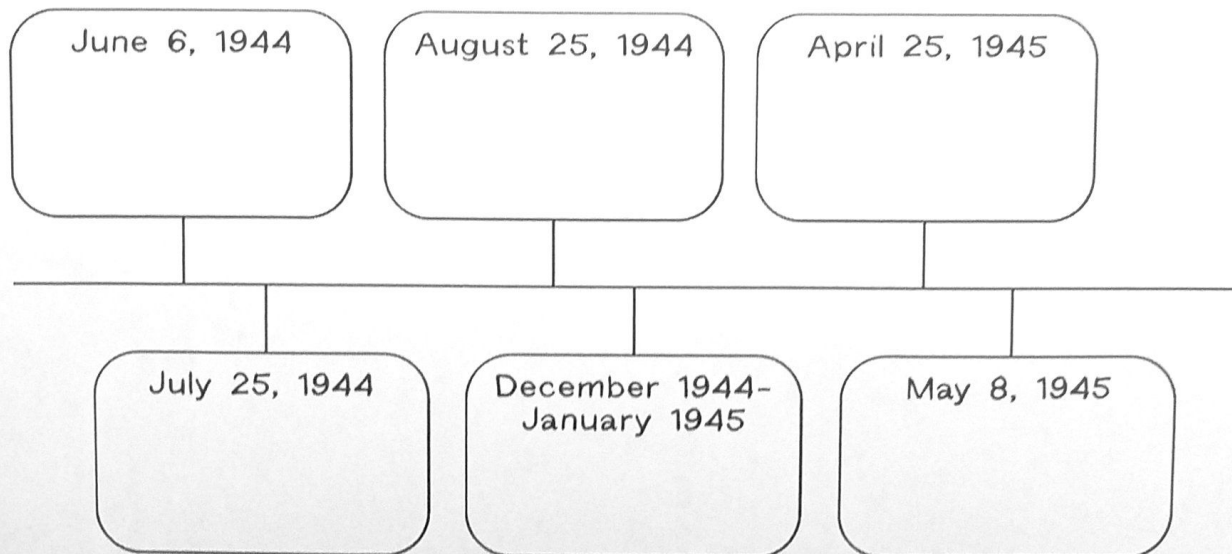 June 6, 1944
August 25, 1944
April 25, 1945
July 25, 1944
December 1944-
January 1945
May 8, 1945